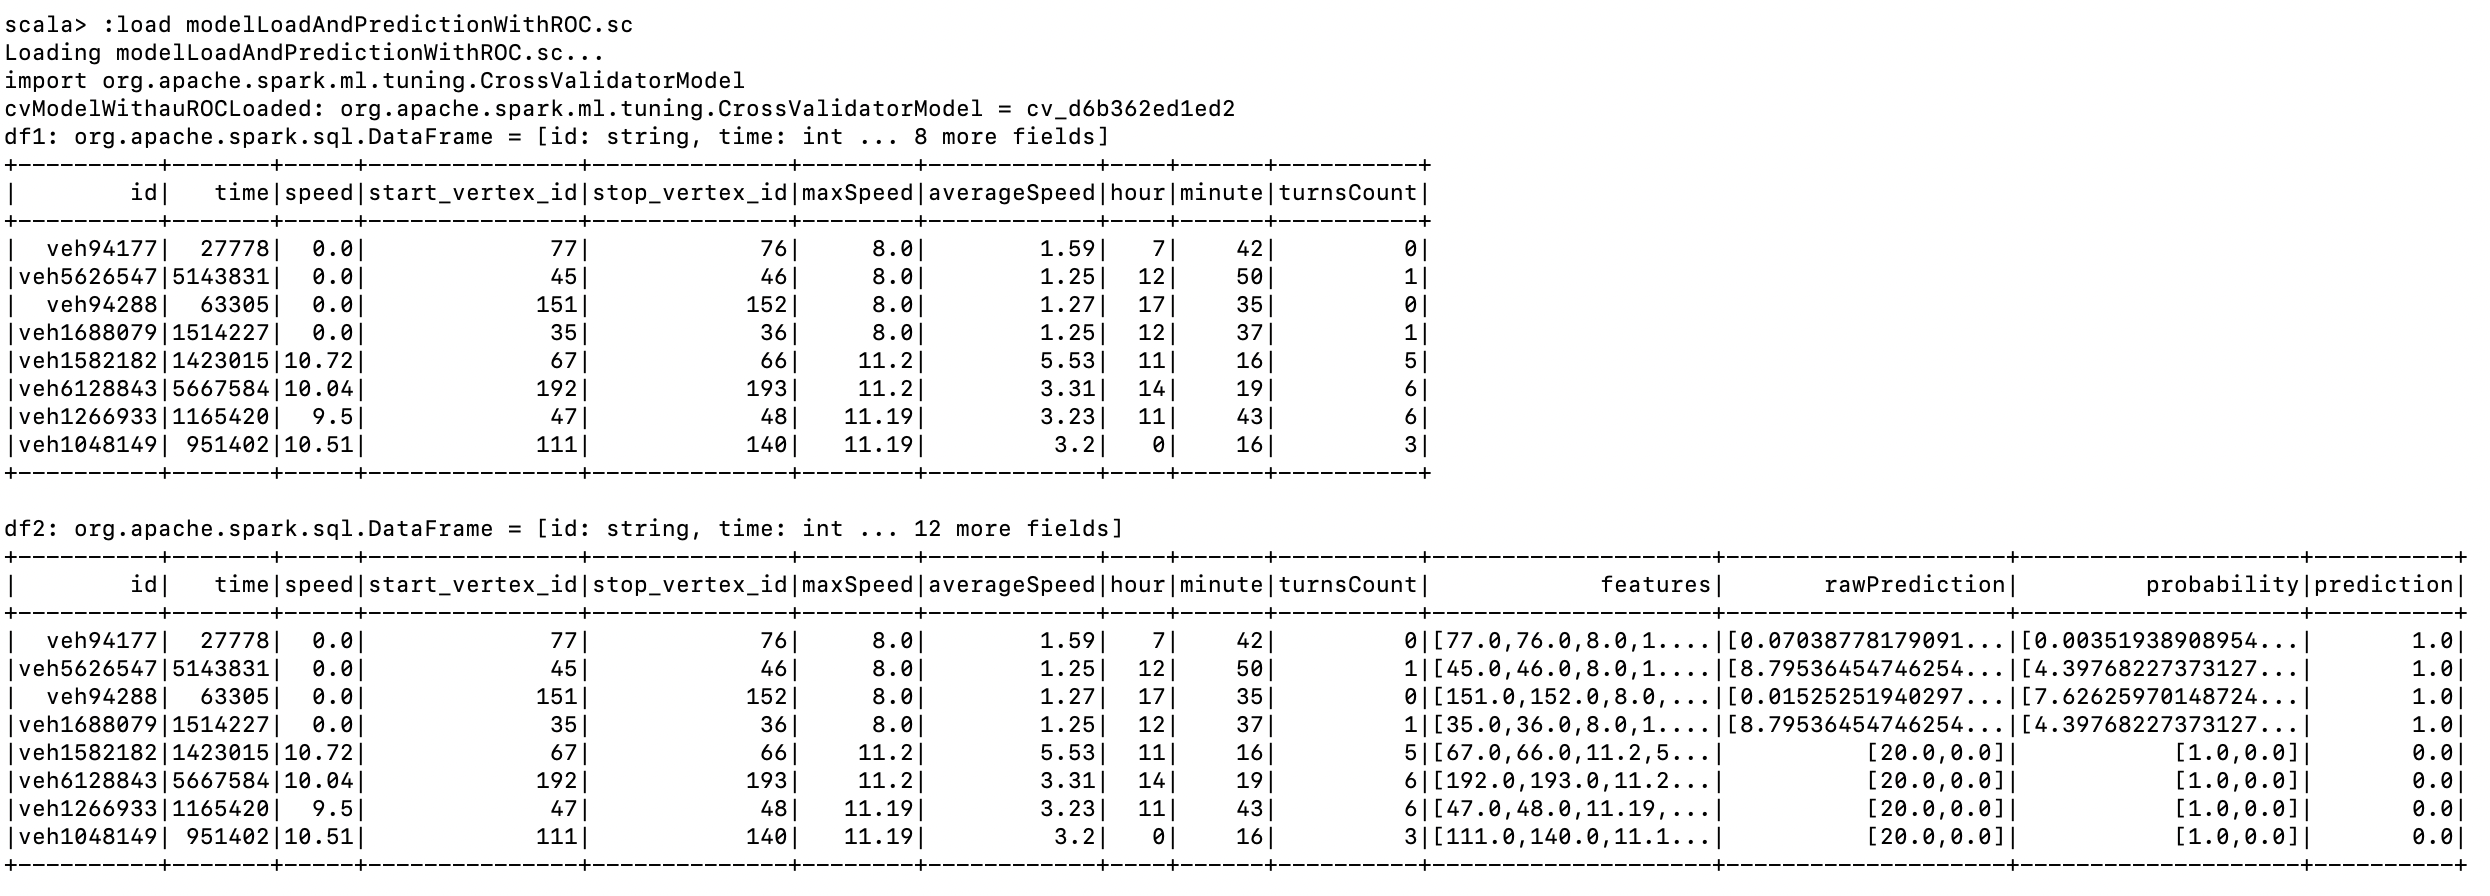 scala> :load modelLoadAndPredictionWithROC.sc
Loading modelLoadAndPredictionWithROC.sc...
import org.apache.spark.ml.tuning.CrossValidatorModel
cvModelWithauROCLoaded: org.apache.spark.ml.tuning.CrossValidatorModel = cv_d6b362ed1ed2
df1: org.apache.spark.sql.DataFrame = [id: string, time: int ... 8 more fields]
+----------+-------+-----+---------------+--------------+--------+------------+----+------+----------+
|        id|   time|speed|start_vertex_id|stop_vertex_id|maxSpeed|averageSpeed|hour|minute|turnsCount|
+----------+-------+-----+---------------+--------------+--------+------------+----+------+----------+
|  veh94177|  27778|  0.0|             77|            76|     8.0|        1.59|   7|    42|         0|
|veh5626547|5143831|  0.0|             45|            46|     8.0|        1.25|  12|    50|         1|
|  veh94288|  63305|  0.0|            151|           152|     8.0|        1.27|  17|    35|         0|
|veh1688079|1514227|  0.0|             35|            36|     8.0|        1.25|  12|    37|         1|
|veh1582182|1423015|10.72|             67|            66|    11.2|        5.53|  11|    16|         5|
|veh6128843|5667584|10.04|            192|           193|    11.2|        3.31|  14|    19|         6|
|veh1266933|1165420|  9.5|             47|            48|   11.19|        3.23|  11|    43|         6|
|veh1048149| 951402|10.51|            111|           140|   11.19|         3.2|   0|    16|         3|
+----------+-------+-----+---------------+--------------+--------+------------+----+------+----------+
df2: org.apache.spark.sql.DataFrame = [id: string, time: int ... 12 more fields]
+----------+-------+-----+---------------+--------------+--------+------------+----+------+----------+--------------------+--------------------+--------------------+----------+
|        id|   time|speed|start_vertex_id|stop_vertex_id|maxSpeed|averageSpeed|hour|minute|turnsCount|            features|       rawPrediction|         probability|prediction|
+----------+-------+-----+---------------+--------------+--------+------------+----+------+----------+--------------------+--------------------+--------------------+----------+
|  veh94177|  27778|  0.0|             77|            76|     8.0|        1.59|   7|    42|         0|[77.0,76.0,8.0,1....|[0.07038778179091...|[0.00351938908954...|       1.0|
|veh5626547|5143831|  0.0|             45|            46|     8.0|        1.25|  12|    50|         1|[45.0,46.0,8.0,1....|[8.79536454746254...|[4.39768227373127...|       1.0|
|  veh94288|  63305|  0.0|            151|           152|     8.0|        1.27|  17|    35|         0|[151.0,152.0,8.0,...|[0.01525251940297...|[7.62625970148724...|       1.0|
|veh1688079|1514227|  0.0|             35|            36|     8.0|        1.25|  12|    37|         1|[35.0,36.0,8.0,1....|[8.79536454746254...|[4.39768227373127...|       1.0|
|veh1582182|1423015|10.72|             67|            66|    11.2|        5.53|  11|    16|         5|[67.0,66.0,11.2,5...|          [20.0,0.0]|           [1.0,0.0]|       0.0|
|veh6128843|5667584|10.04|            192|           193|    11.2|        3.31|  14|    19|         6|[192.0,193.0,11.2...|          [20.0,0.0]|           [1.0,0.0]|       0.0|
|veh1266933|1165420|  9.5|             47|            48|   11.19|        3.23|  11|    43|         6|[47.0,48.0,11.19,...|          [20.0,0.0]|           [1.0,0.0]|       0.0|
|veh1048149| 951402|10.51|            111|           140|   11.19|         3.2|   0|    16|         3|[111.0,140.0,11.1...|          [20.0,0.0]|           [1.0,0.0]|       0.0|
+----------+-------+-----+---------------+--------------+--------+------------+----+------+----------+--------------------+--------------------+--------------------+----------+